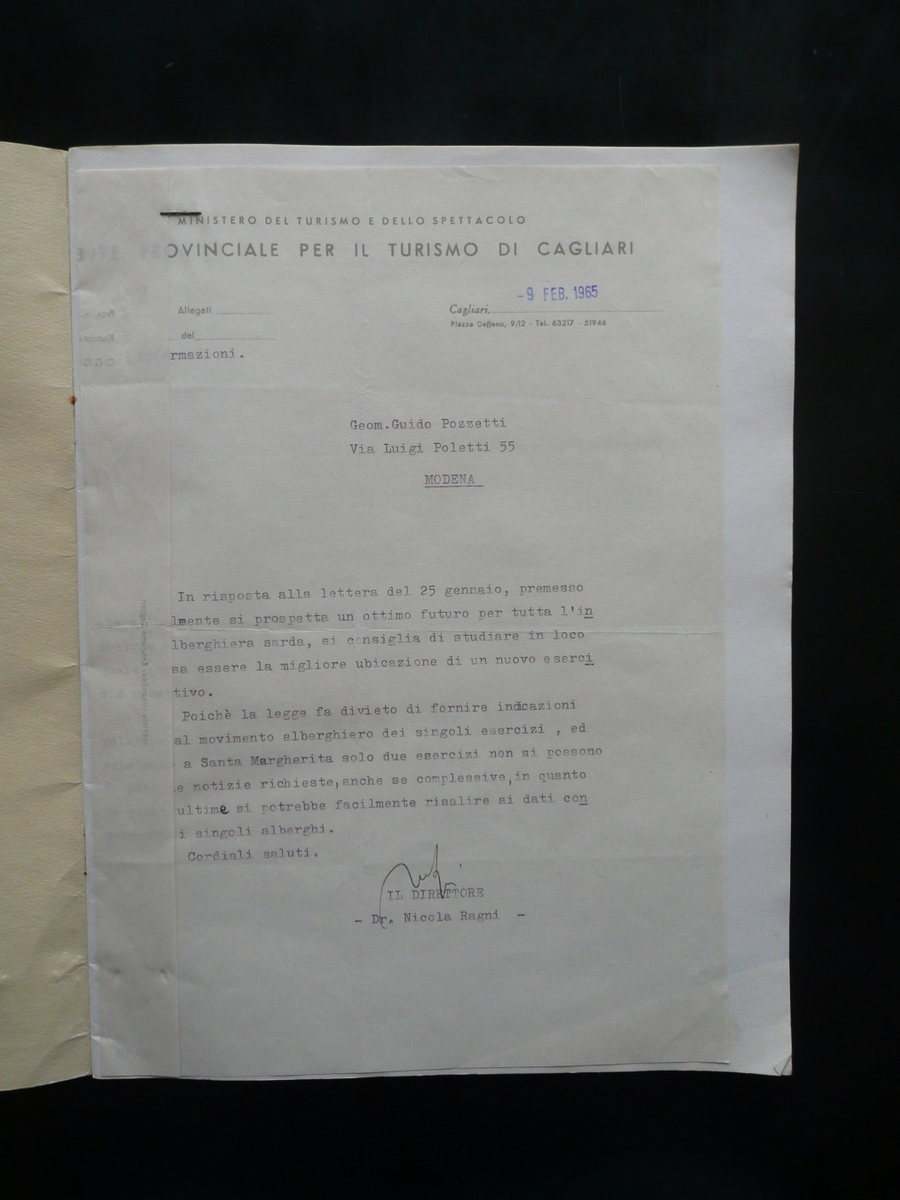 MINISTERO DEL TURISMO E DELLO SPETTACOLO
OVINCIALE PER IL TURISMO DI CAGLIARI
-9 FEB. 1965
Allegati
Cagliari,
Piazza Deffenu, 9/12 - Tel. 63217 - 51946
del
rmazioni.
Geom.Guido Pozzetti
Via Luigi Poletti 55
MODENA
In risposta alla lettera del 25 gennaio, premesso
lmente si prospetta un ottimo futuro per tutta l'in
lberghiera sarda, si consiglia di studiare in loco
sa essere la migliore ubicazione di un nuovo eserci
tivo.
Poichè la legge fa divieto di fornire indicazioni
al movimento alberghiero dei singoli esercizi , ed
a Santa Margherita solo due esercizi non si possono
e notizie richieste,anche se complessive,in quanto
ultime si potrebbe facilmente risalire ai dati con
i singoli alberghi.
Cordiali saluti.
IL DIRETTORE
- Dr. Nicola Ragni -